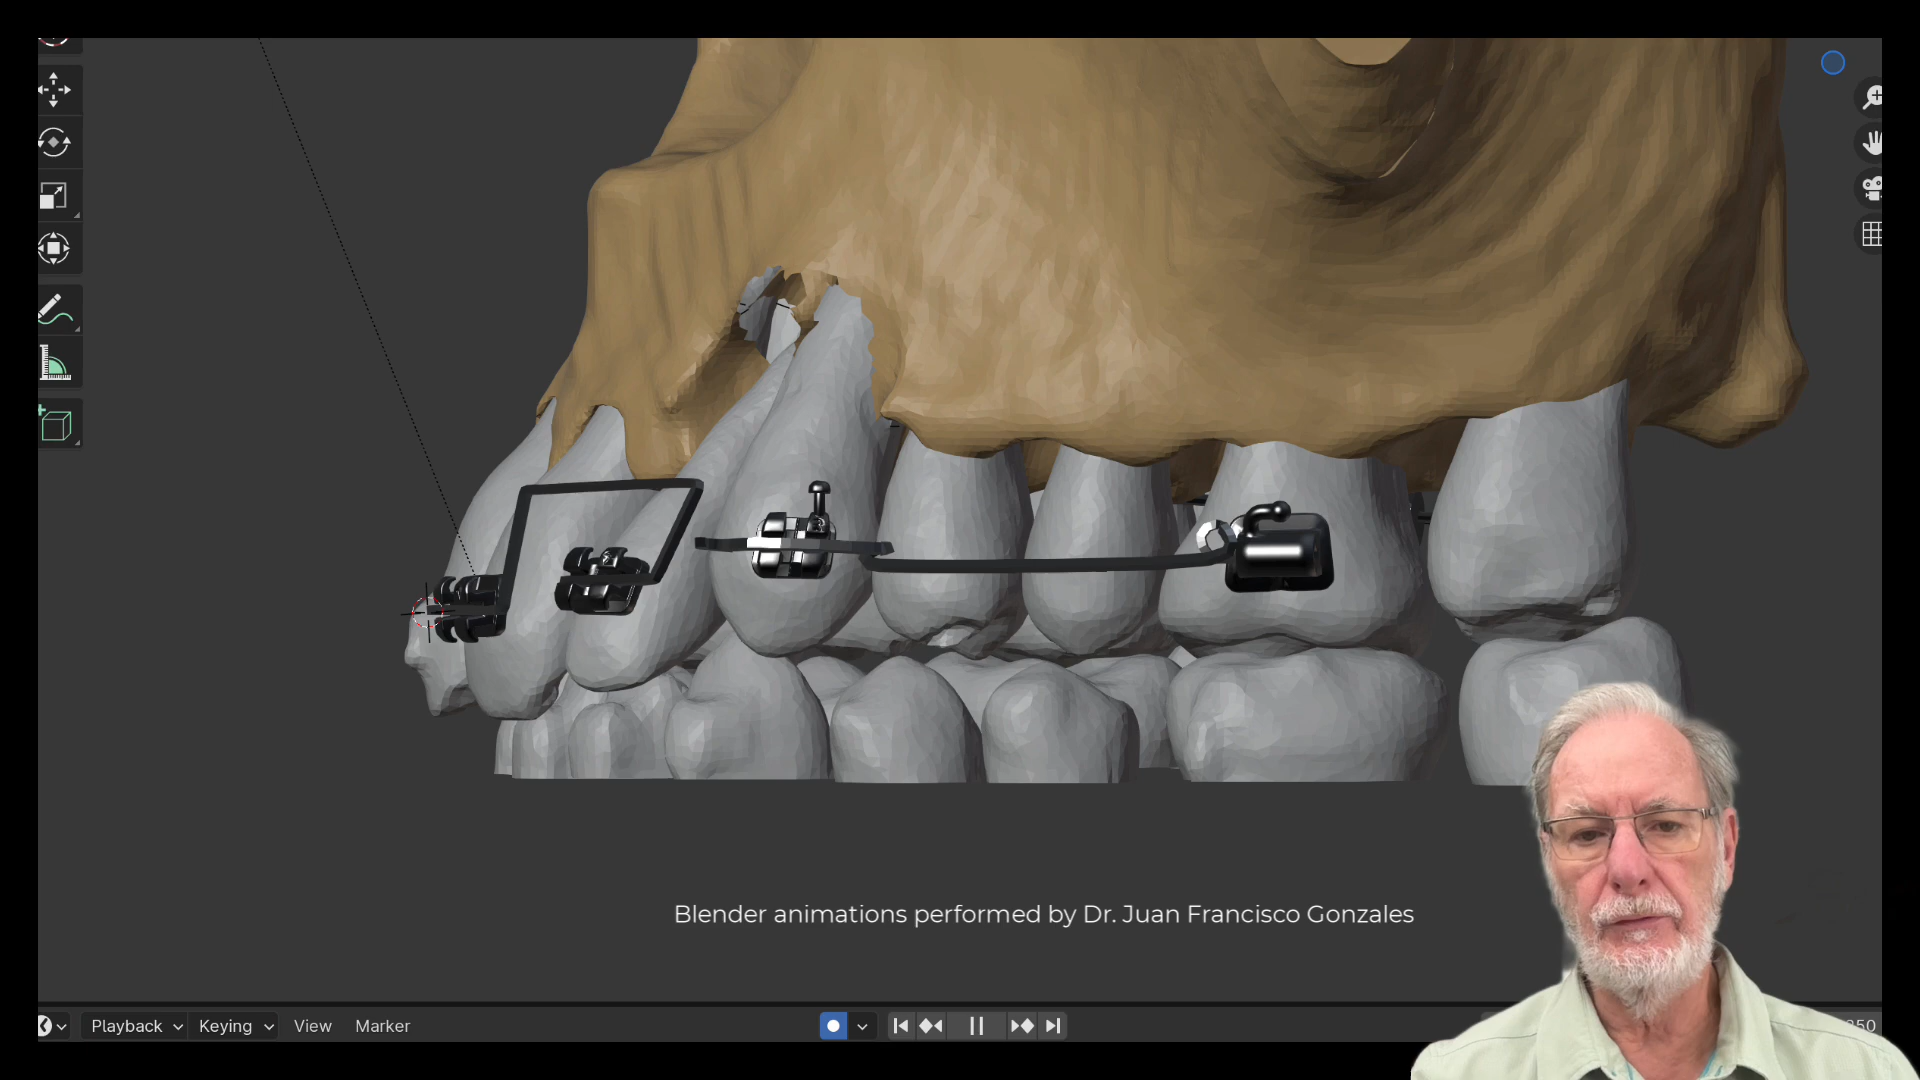 Blender animations performed by Dr. Juan Francisco Gonzales
Playback Keying View Marker